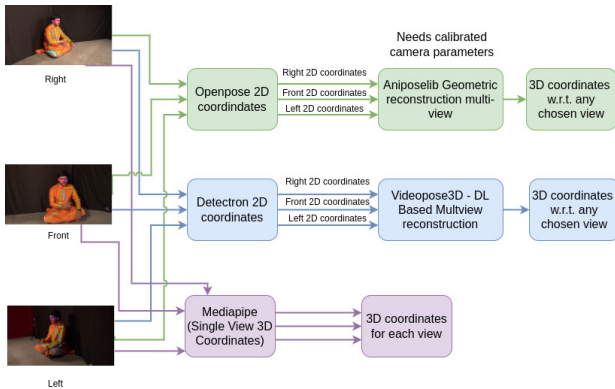 Needs calibrated
camera parameters
Right
Openpose 2D
coordindates
Right 2D coordinates
Front 2D coordinates
Left 2D coordinates
Aniposelib Geometric
reconstruction multi-
view
3D coordinates
w.r.t. any
chosen view
Front
Detectron 2D
coordinates
Right 2D coordinates
Front 2D coordinates
Left 2D coordinates
Videopose3D - DL
Based Multview
reconstruction
3D coordinates
w.r.t. any
chosen view
Left
Mediapipe
(Single View 3D
Coordinates)
3D coordinates
for each view